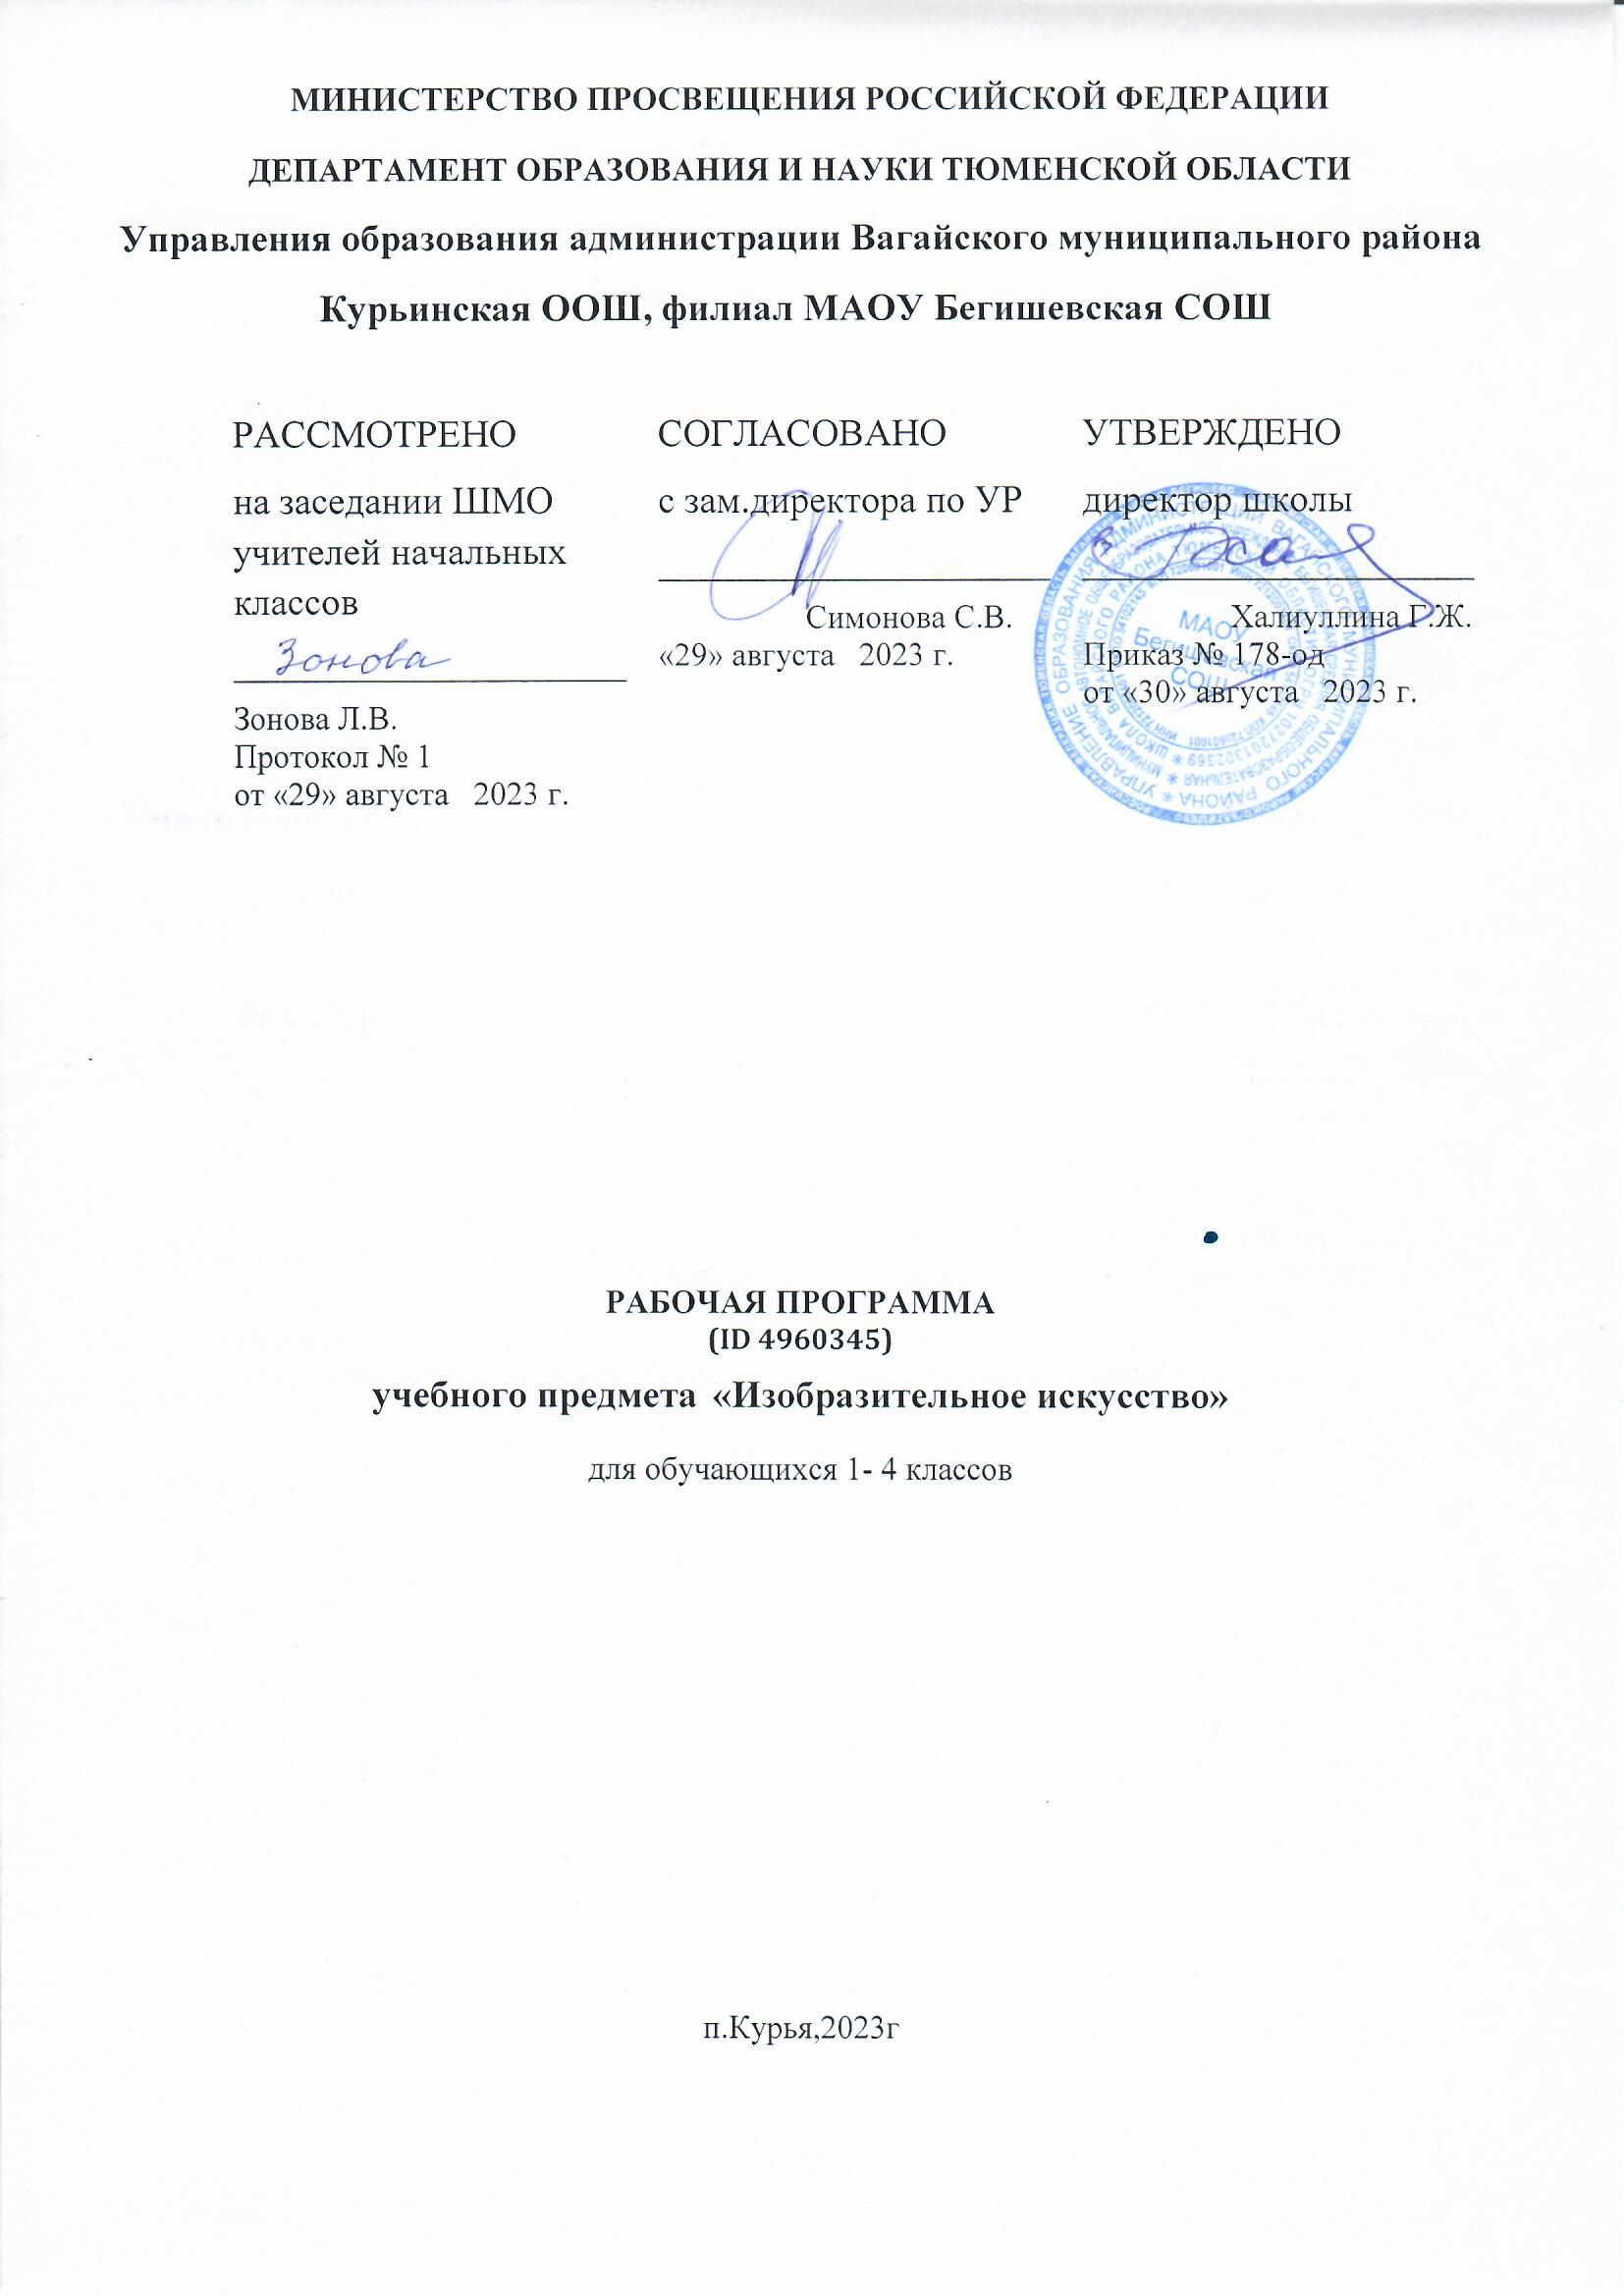 МИНИСТЕРСТВО ПРОСВЕЩЕНИЯ РОССИЙСКОЙ ФЕДЕРАЦИИ
ДЕПАРТАМЕНТ ОБРАЗОВАНИЯ И НАУКИ ТЮМЕНСКОЙ ОБЛАСТИ
Управления образования администрации Вагайского муниципального района
Курьинская ООШ, филиал МАОУ Бегишевская СОШ
РАССМОТРЕНО
на заседании ШМО
учителей начальных
классов
Зонова
Зонова Л.В.
Протокол № 1
от «29» августа 2023 г.
СОГЛАСОВАНО
с зам.директора по УР
Симонова С.В.
«29» августа 2023 г.
УТВЕРЖДЕНО
директор школы
Халиуллина Г.Ж.
Приказ № 178-од
от «30» августа 2023 г.
МАОУ
Бегишевская
СОШ
РАБОЧАЯ ПРОГРАММА
(ID 4960345)
учебного предмета «Изобразительное искусство»
для обучающихся 1- 4 классов
п.Курья,2023г